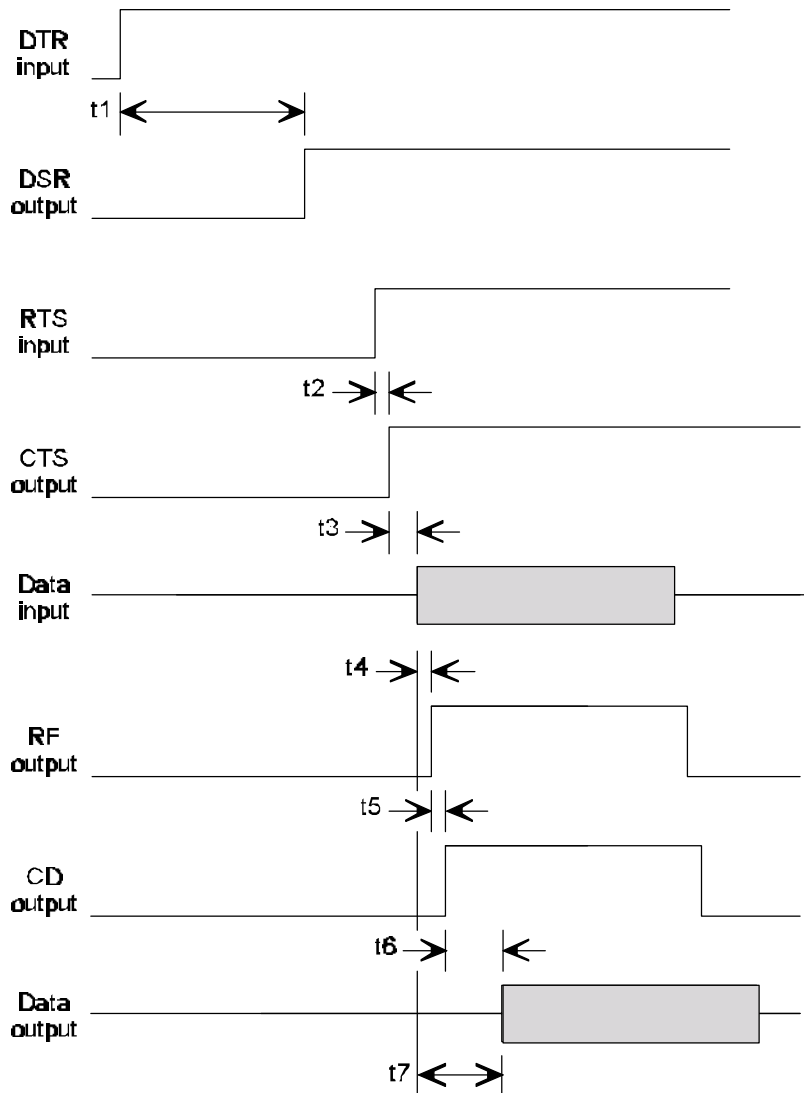 DTR
input
t1
DSR
output
RTS
input
t2
CTS
output
t3
Data
input
t4
RF
output
t5
CD
output
t6
Data
output
t7